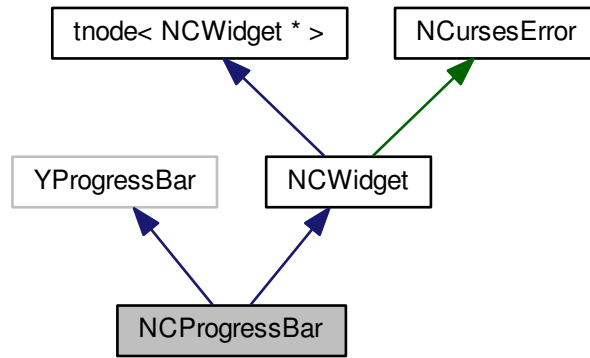 tnode< NCWidget * >
NCursesError
YProgressBar
NCWidget
NCProgressBar